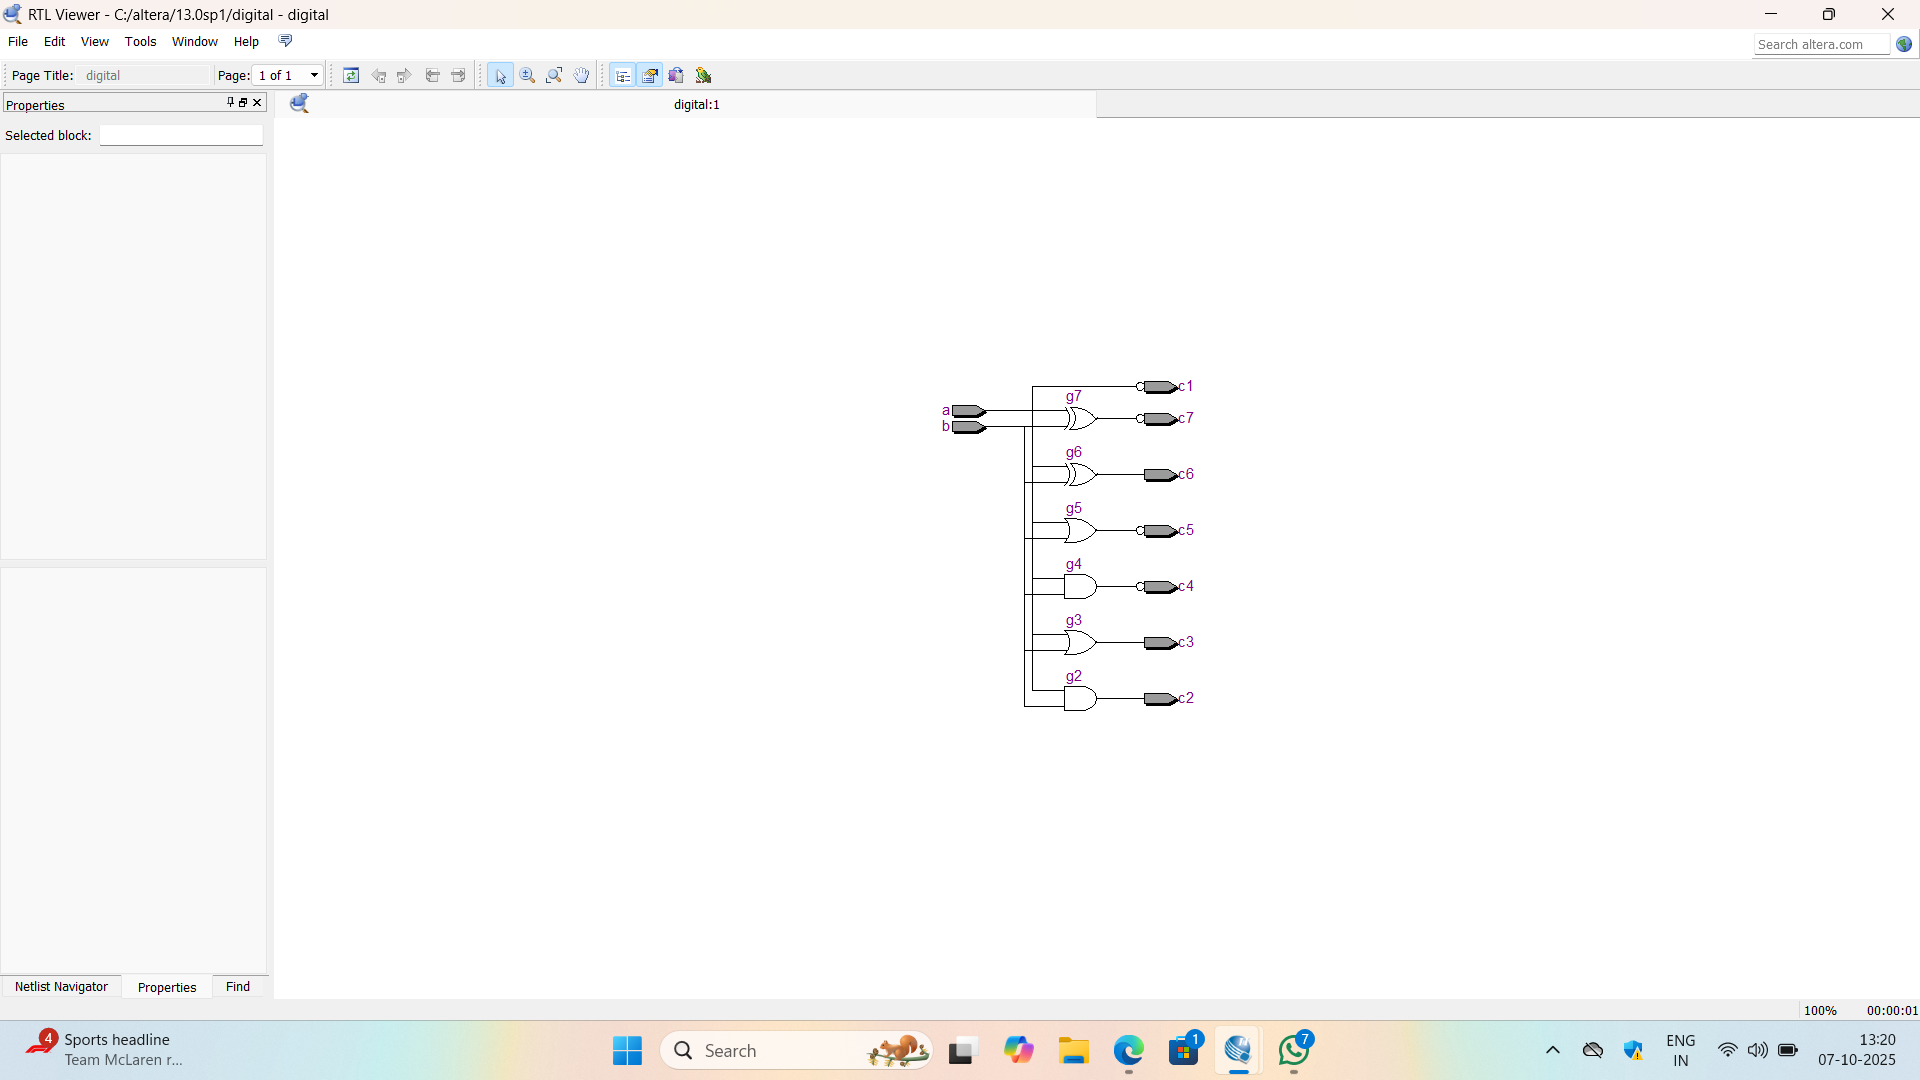 RTL Viewer - C:/altera/13.0sp1/digital - digital
File Edit View Tools Window Help
Search altera.com
Page Title: digital Page: 1 of 1
Properties
digital:1
Selected block:
c1
g7
a
c7
b
g6
c6
g5
c5
g4
c4
g3
c3
g2
c2
Netlist Navigator Properties Find
100% 00:00:01
4
Sports headline
Team McLaren r...
Search
1
7
ENG
IN
13:20
07-10-2025